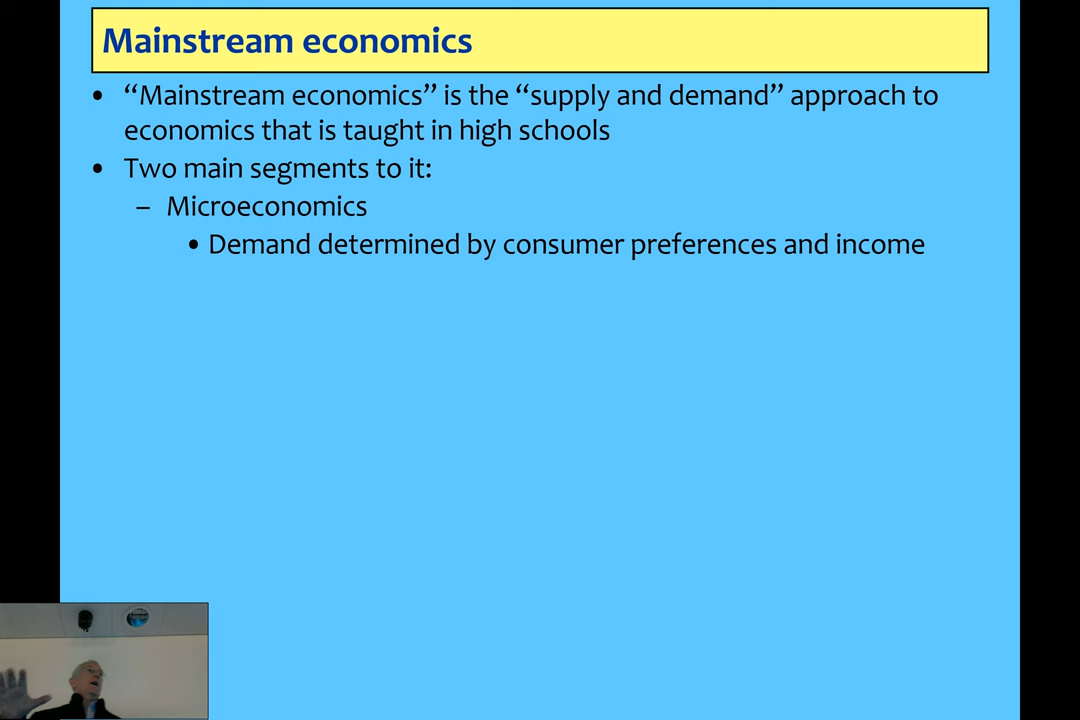 Mainstream economics
• “Mainstream economics” is the “supply and demand” approach to
economics that is taught in high schools
• Two main segments to it:
– Microeconomics
• Demand determined by consumer preferences and income